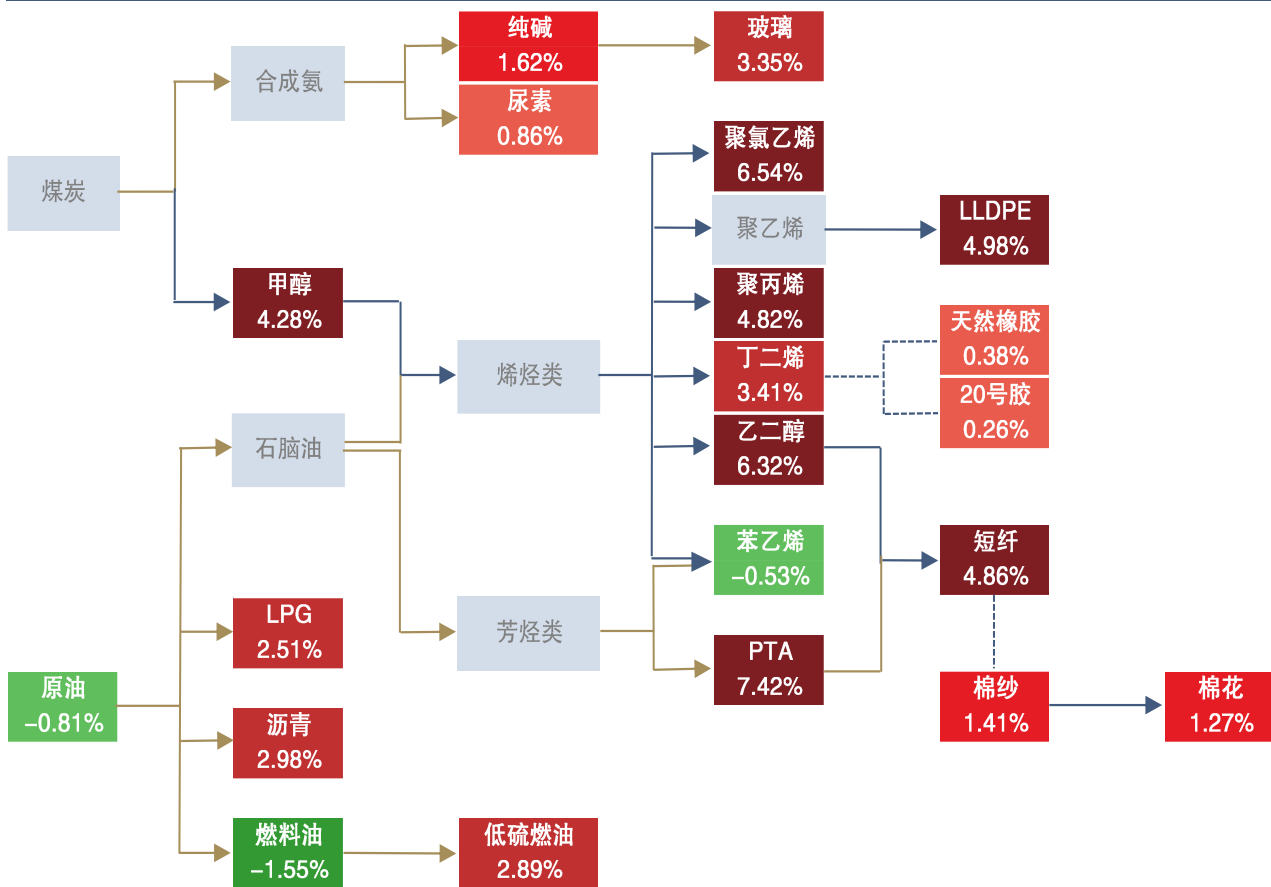 纯碱
1.62%
玻璃
3.35%
合成氨
尿素
0.86%
聚氯乙烯
6.54%
煤炭
聚乙烯
LLDPE
4.98%
甲醇
4.28%
聚丙烯
4.82%
天然橡胶
0.38%
烯烃类
丁二烯
3.41%
20号胶
0.26%
石脑油
乙二醇
6.32%
苯乙烯
-0.53%
短纤
4.86%
LPG
2.51%
芳烃类
PTA
7.42%
原油
-0.81%
棉纱
1.41%
棉花
1.27%
沥青
2.98%
燃料油
-1.55%
低硫燃油
2.89%